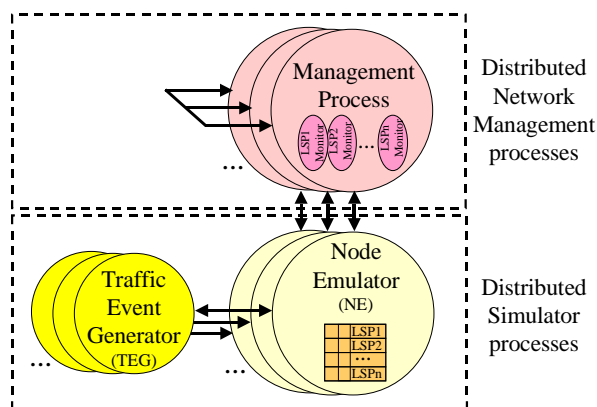 Management
Process
LSP1
Monitor
LSP2
Monitor
...
LSPn
Monitor
...
Distributed
Network
Management
processes
Traffic
Event
Generator
(TEG)
...
Node
Emulator
(NE)
LSP1
LSP2
...
LSPn
...
Distributed
Simulator
processes